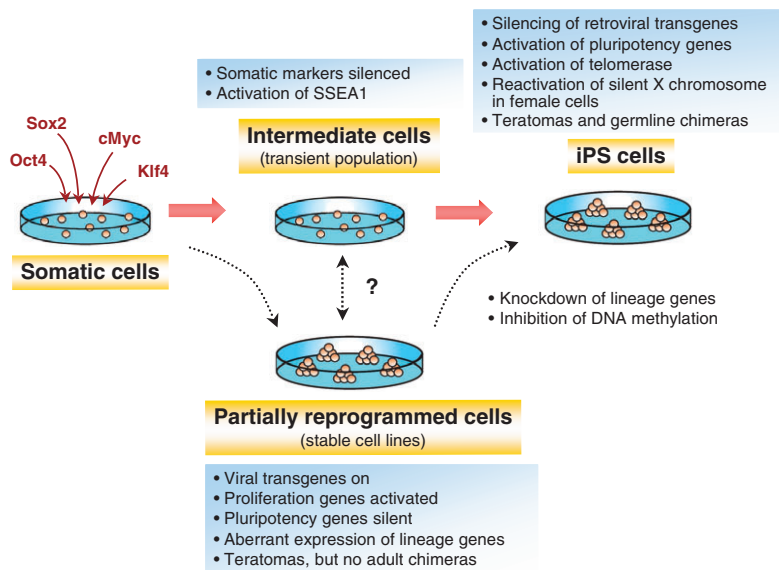 • Silencing of retroviral transgenes
• Activation of pluripotency genes
• Activation of telomerase
• Reactivation of silent X chromosome
in female cells
• Teratomas and germline chimeras
• Somatic markers silenced
• Activation of SSEA1
Sox2
cMyc
Oct4
Klf4
Intermediate cells
(transient population)
iPS cells
Somatic cells
?
• Knockdown of lineage genes
• Inhibition of DNA methylation
Partially reprogrammed cells
(stable cell lines)
• Viral transgenes on
• Proliferation genes activated
• Pluripotency genes silent
• Aberrant expression of lineage genes
• Teratomas, but no adult chimeras